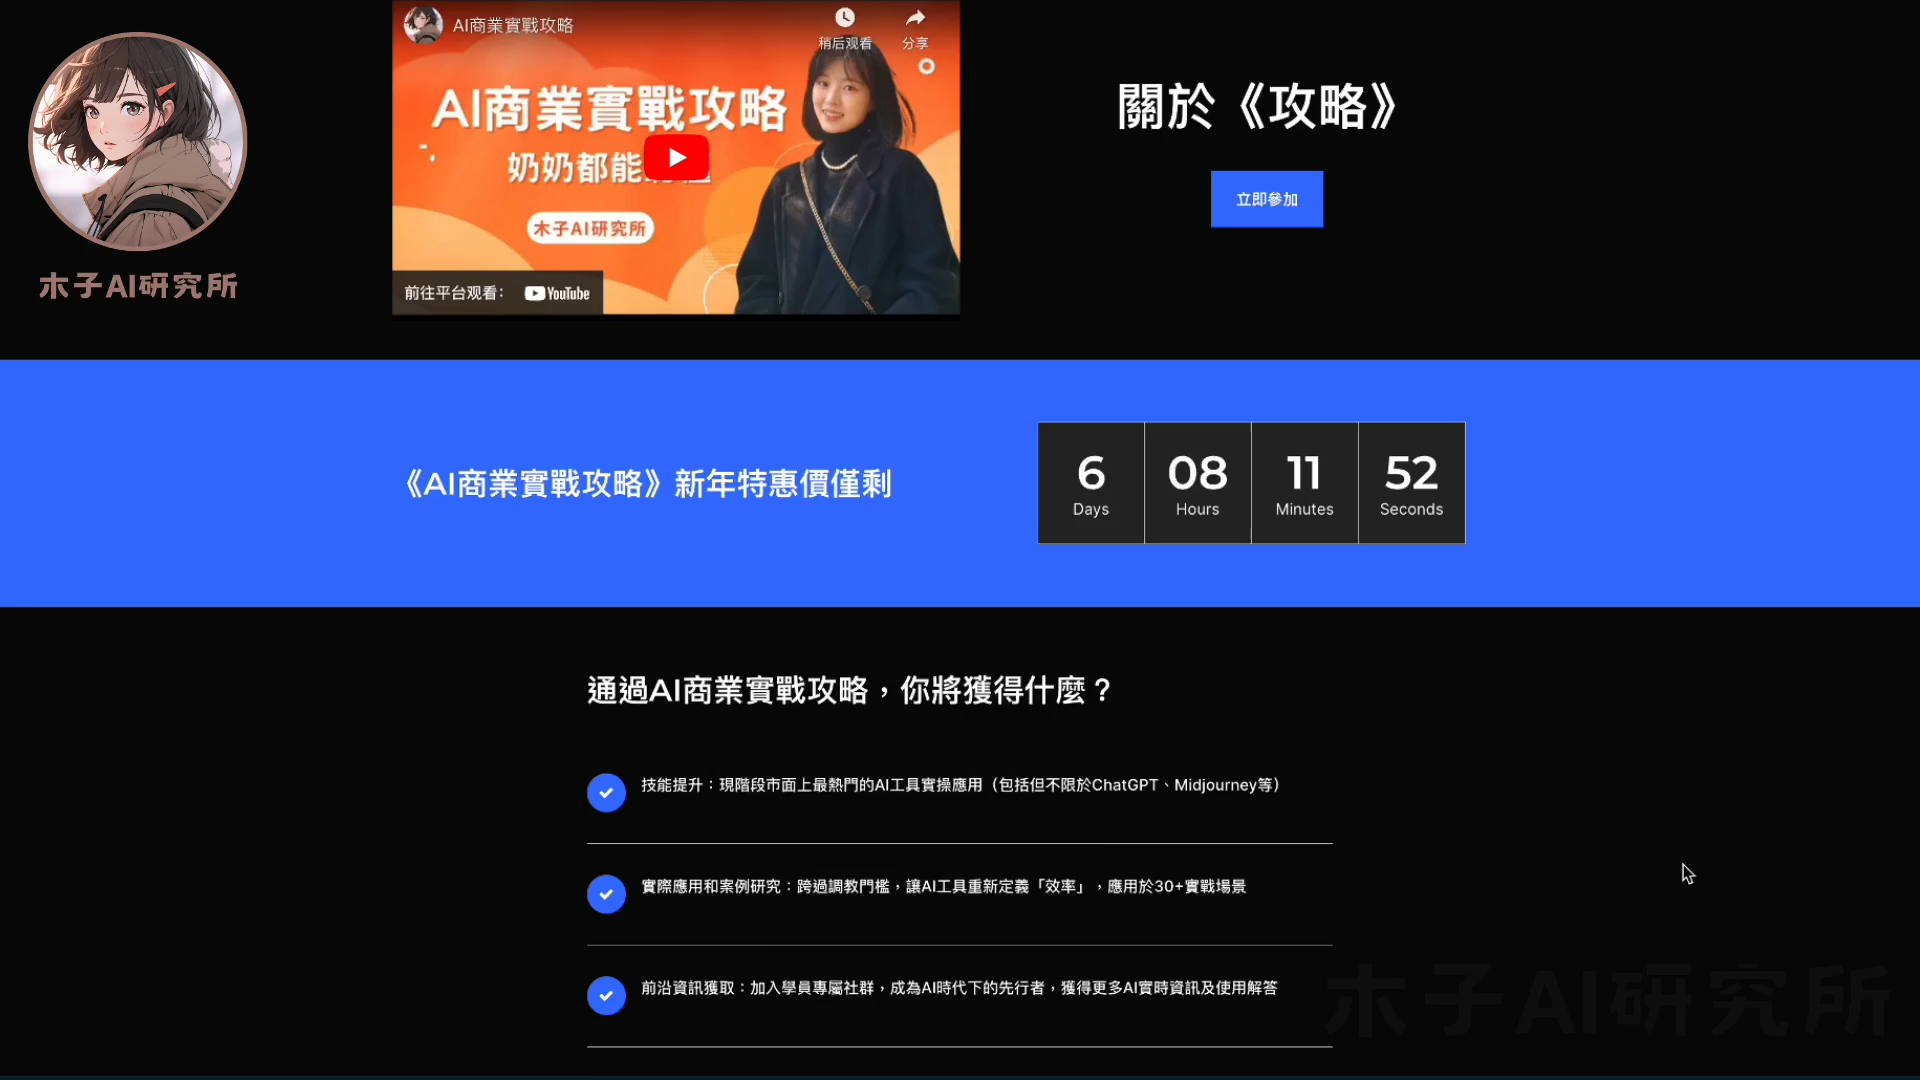 木子AI研究所
AI商業實戰攻略
稍后观看
分享
AI商業實戰攻略
奶奶都能
木子AI研究所
前往平台观看：
YouTube
關於《攻略》
立即參加
《AI商業實戰攻略》新年特惠價僅剩
6
08
11
52
Days
Hours
Minutes
Seconds
通過AI商業實戰攻略，你將獲得什麼？
技能提升：現階段市面上最熱門的AI工具實操應用（包括但不限於ChatGPT、Midjourney等）
實際應用和案例研究：跨過調教門檻，讓AI工具重新定義「效率」，應用於30+實戰場景
前沿資訊獲取：加入學員專屬社群，成為AI時代下的先行者，獲得更多AI實時資訊及使用解答
木子AI研究所